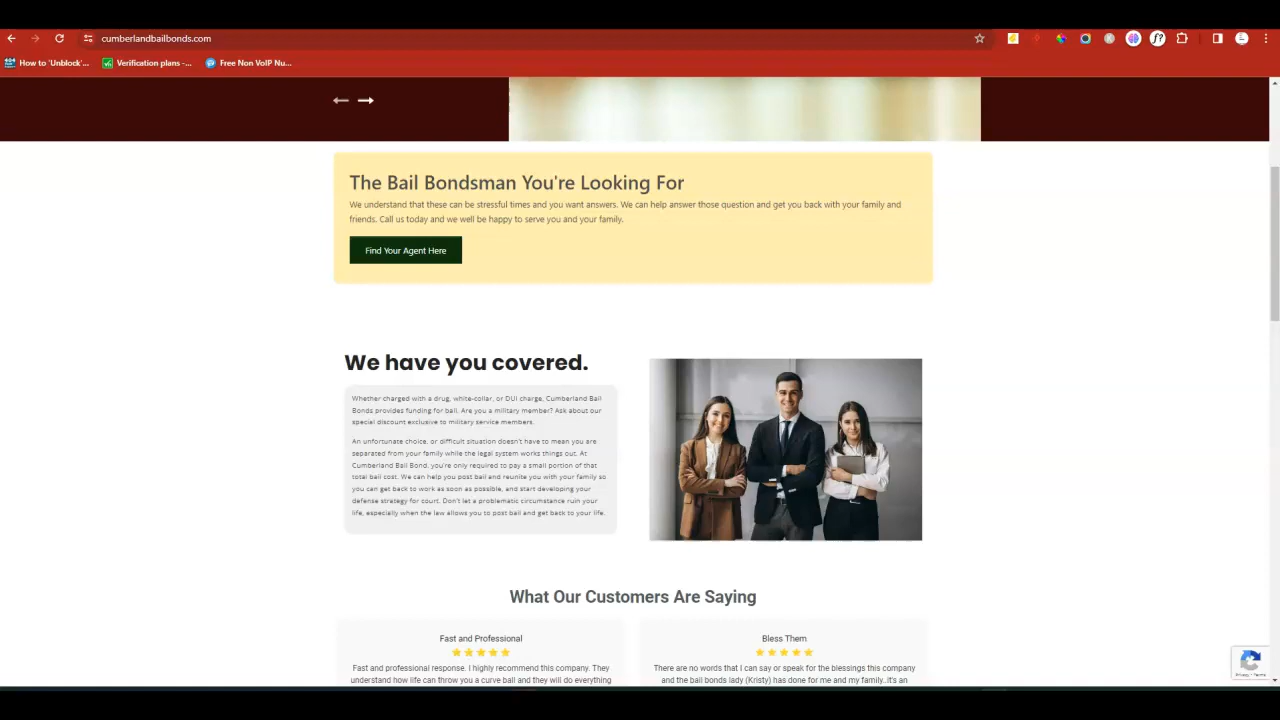 cumberlandbailbonds.com
How to 'Unblock'...
Verification plans -...
Free Non VoIP Nu...
The Bail Bondsman You're Looking For
We understand that these can be stressful times and you want answers. We can help answer those question and get you back with your family and
friends. Call us today and we well be happy to serve you and your family.
Find Your Agent Here
We have you covered.
Whether charged with a drug, white-collar, or DUI charge, Cumberland Bail
Bonds provides funding for bail. Are you a military member? Ask about our
special discount exclusive to military service members.
An unfortunate choice, or difficult situation doesn't have to mean you are
separated from your family while the legal system works things out. At
Cumberland Bail Bond, you're only required to pay a small portion of that
total bail cost. We can help you post bail and reunite you with your family so
you can get back to work as soon as possible, and start developing your
defense strategy for court. Don't let a problematic circumstance ruin your
life, especially when the law allows you to post bail and get back to your life.
What Our Customers Are Saying
Fast and Professional
Fast and professional response. I highly recommend this company. They
understand how life can throw you a curve ball and they will do everything
Bless Them
There are no words that I can say or speak for the blessings this company
and the bail bonds lady (Kristy) has done for me and my family..it's an
Privacy - Terms